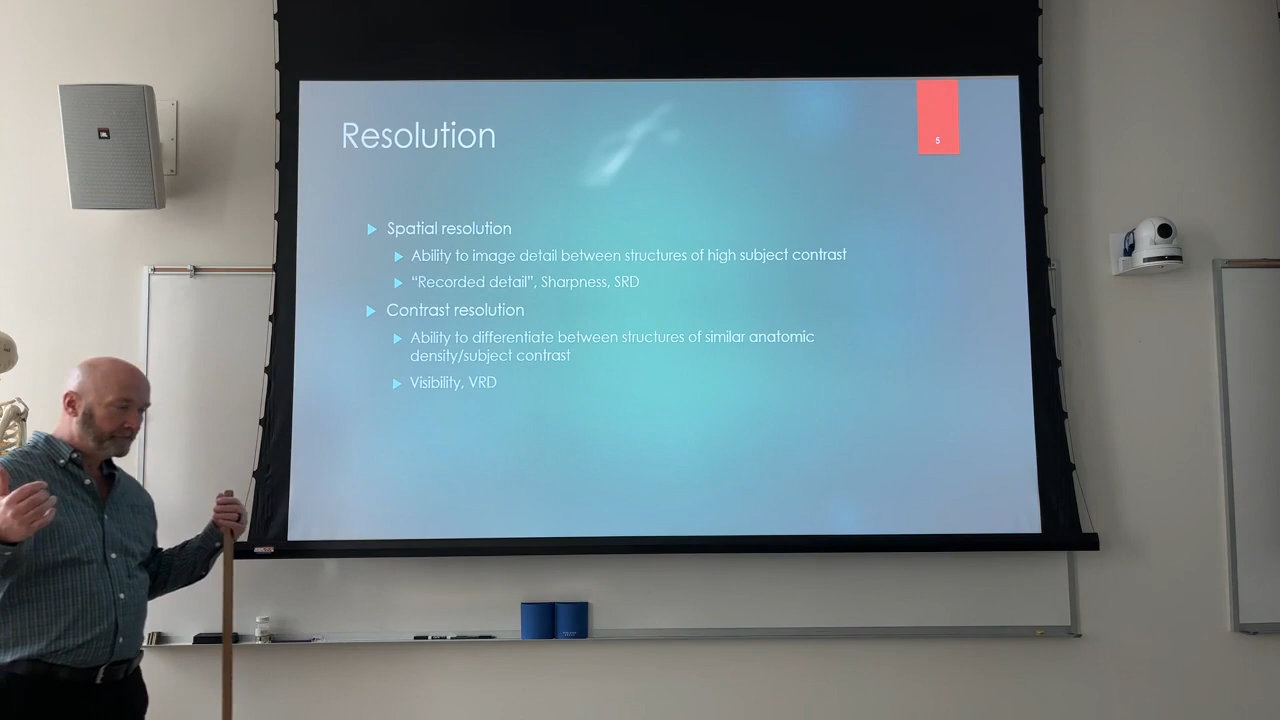 Resolution
5
Spatial resolution
Ability to image detail between structures of high subject contrast
“Recorded detail”, Sharpness, SRD
Contrast resolution
Ability to differentiate between structures of similar anatomic
density/subject contrast
Visibility, VRD
JBL